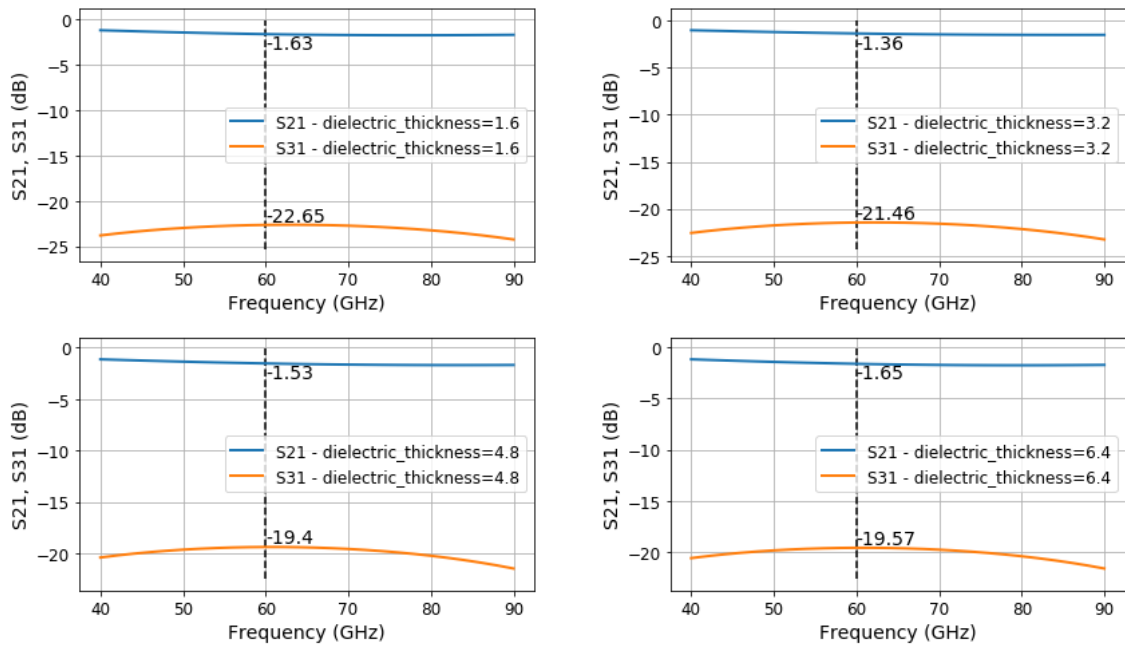 0
−5
−10
−15
−20
−25
S21, S31 (dB)
-1.63
S21 - dielectric_thickness=1.6
S31 - dielectric_thickness=1.6
-22.65
40 50 60 70 80 90
Frequency (GHz)
0
−5
−10
−15
−20
−25
S21, S31 (dB)
-1.36
S21 - dielectric_thickness=3.2
S31 - dielectric_thickness=3.2
-21.46
40 50 60 70 80 90
Frequency (GHz)
0
−5
−10
−15
−20
S21, S31 (dB)
-1.53
S21 - dielectric_thickness=4.8
S31 - dielectric_thickness=4.8
-19.4
40 50 60 70 80 90
Frequency (GHz)
0
−5
−10
−15
−20
S21, S31 (dB)
-1.65
S21 - dielectric_thickness=6.4
S31 - dielectric_thickness=6.4
-19.57
40 50 60 70 80 90
Frequency (GHz)